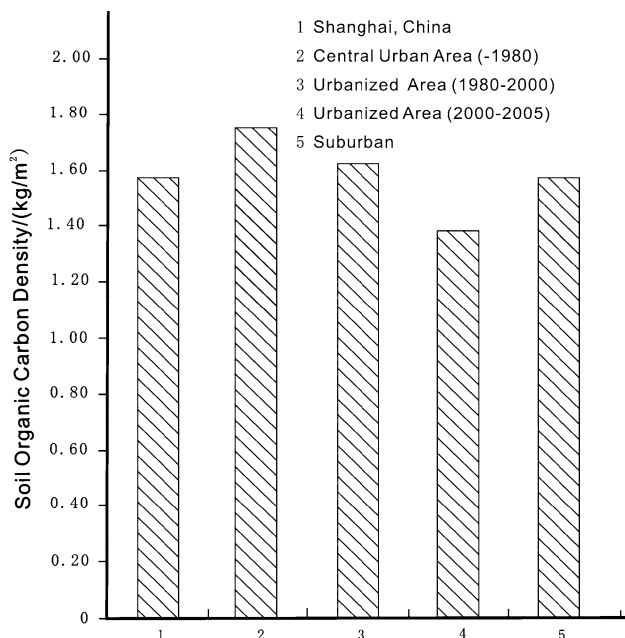 1 Shanghai, China
2 Central Urban Area (-1980)
3 Urbanized Area (1980-2000)
4 Urbanized Area (2000-2005)
5 Suburban
Soil Organic Carbon Density/(kg/m²)
2.00
1.80
1.60
1.40
1.20
1.00
0.80
0.60
0.40
0.20
0
1 2 3 4 5